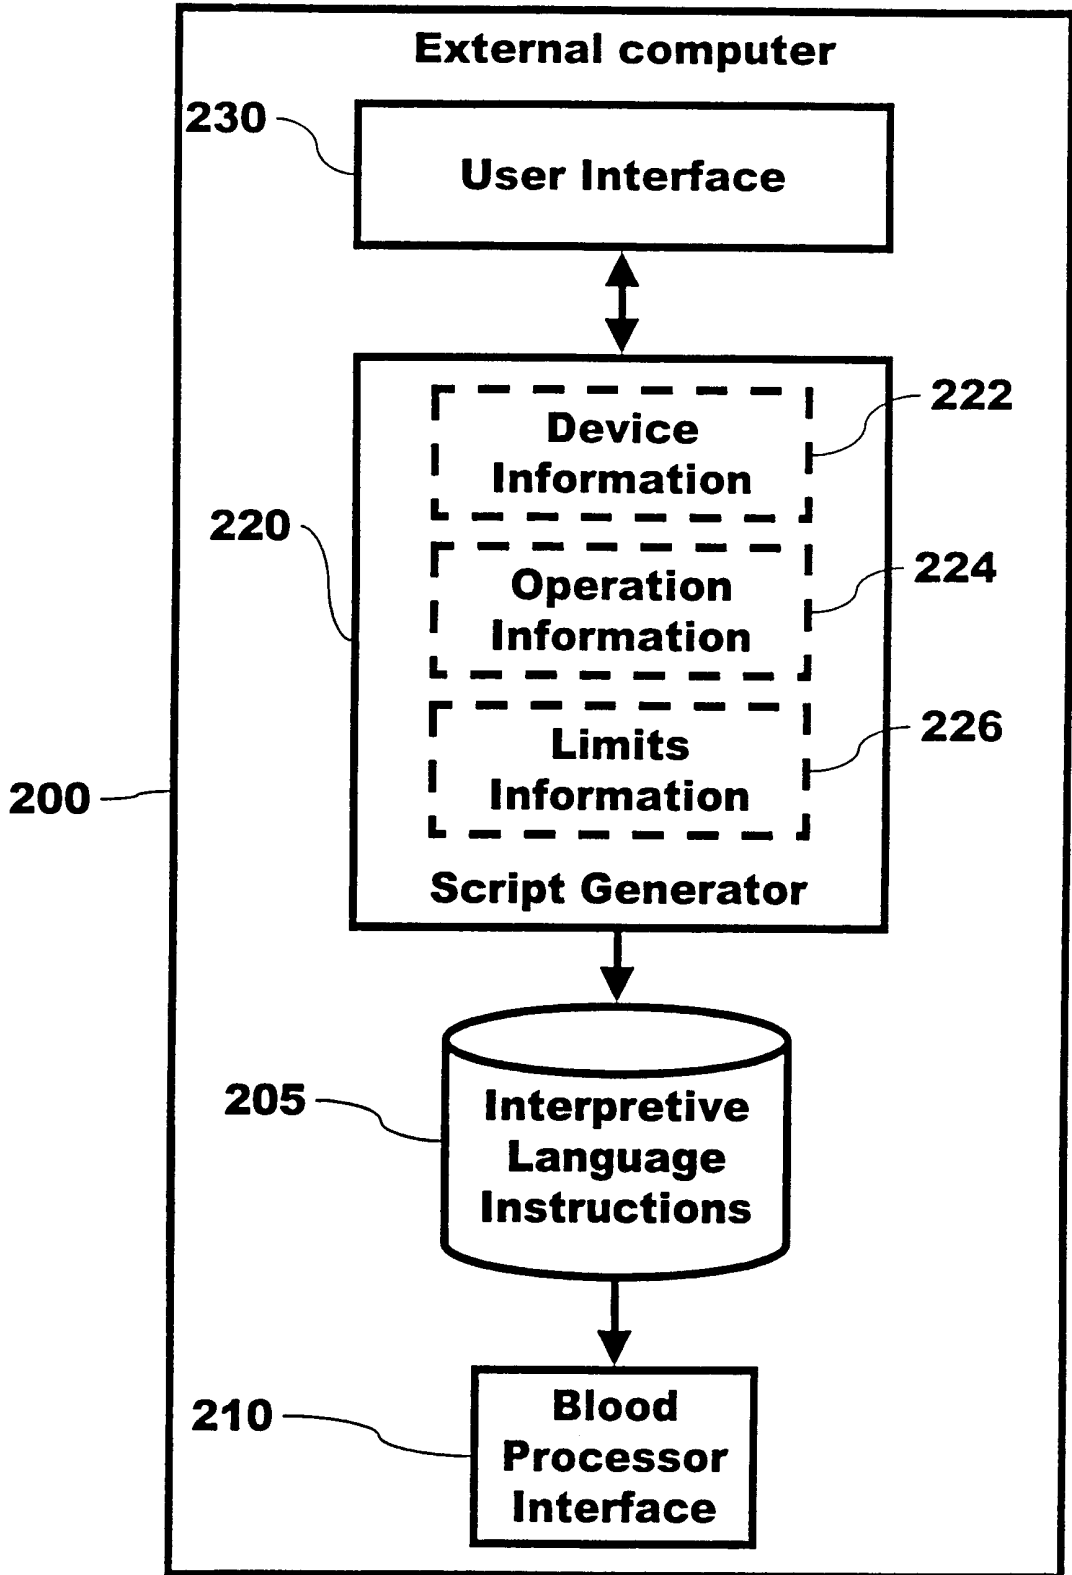 External computer
230
User Interface
222
Device
Information
220
224
Operation
Information
226
Limits
Information
200
Script Generator
205
Interpretive
Language
Instructions
210
Blood
Processor
Interface